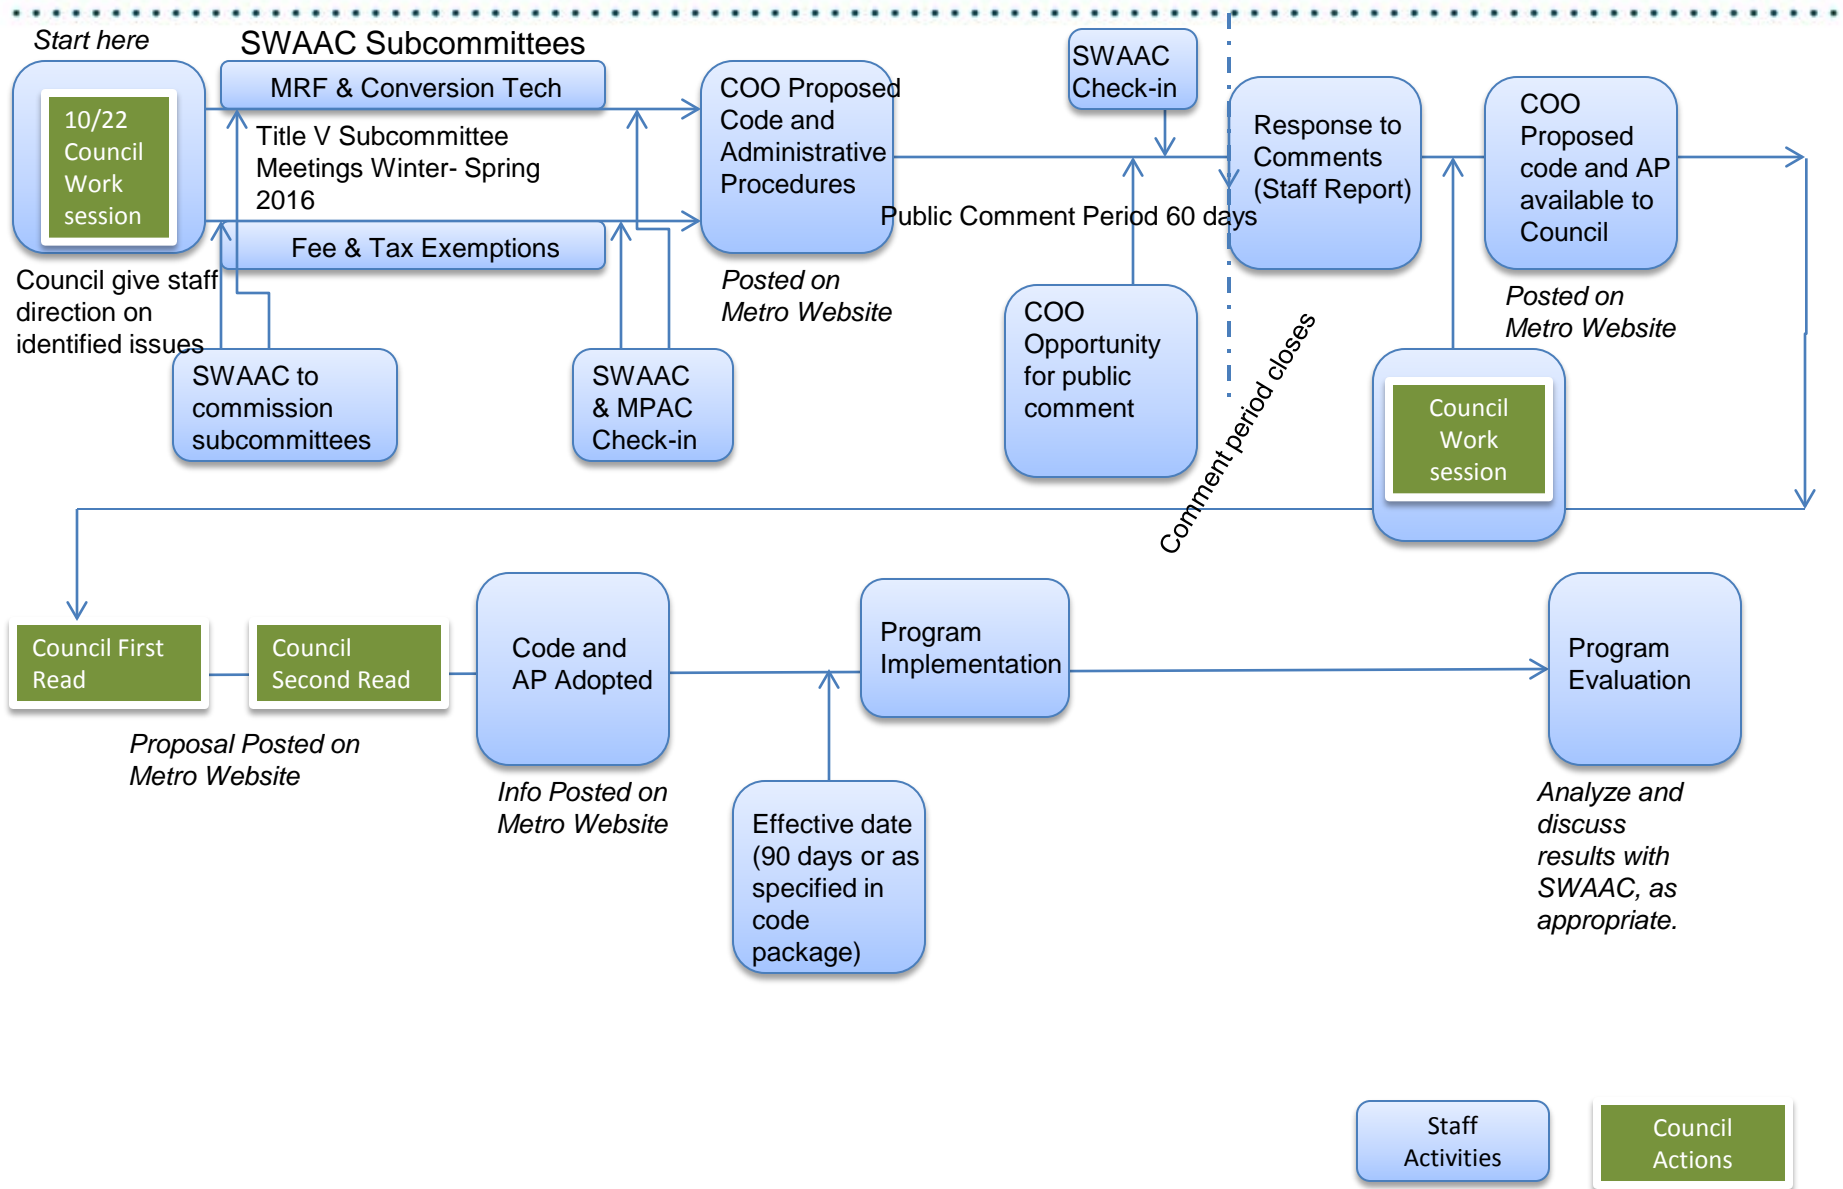 Start here
SWAAC Subcommittees
10/22
Council
Work
session
Council give staff
direction on
identified issues
MRF & Conversion Tech
Title V Subcommittee
Meetings Winter- Spring
2016
Fee & Tax Exemptions
SWAAC to
commission
subcommittees
SWAAC
& MPAC
Check-in
COO Proposed
Code and
Administrative
Procedures
Posted on
Metro Website
SWAAC
Check-in
Public Comment Period 60 days
COO
Opportunity
for public
comment
Comment period closes
Response to
Comments
(Staff Report)
Council
Work
session
COO
Proposed
code and AP
available to
Council
Posted on
Metro Website
Council First
Read
Council
Second Read
Proposal Posted on
Metro Website
Code and
AP Adopted
Info Posted on
Metro Website
Effective date
(90 days or as
specified in
code
package)
Program
Implementation
Program
Evaluation
Analyze and
discuss
results with
SWAAC, as
appropriate.
Staff
Activities
Council
Actions